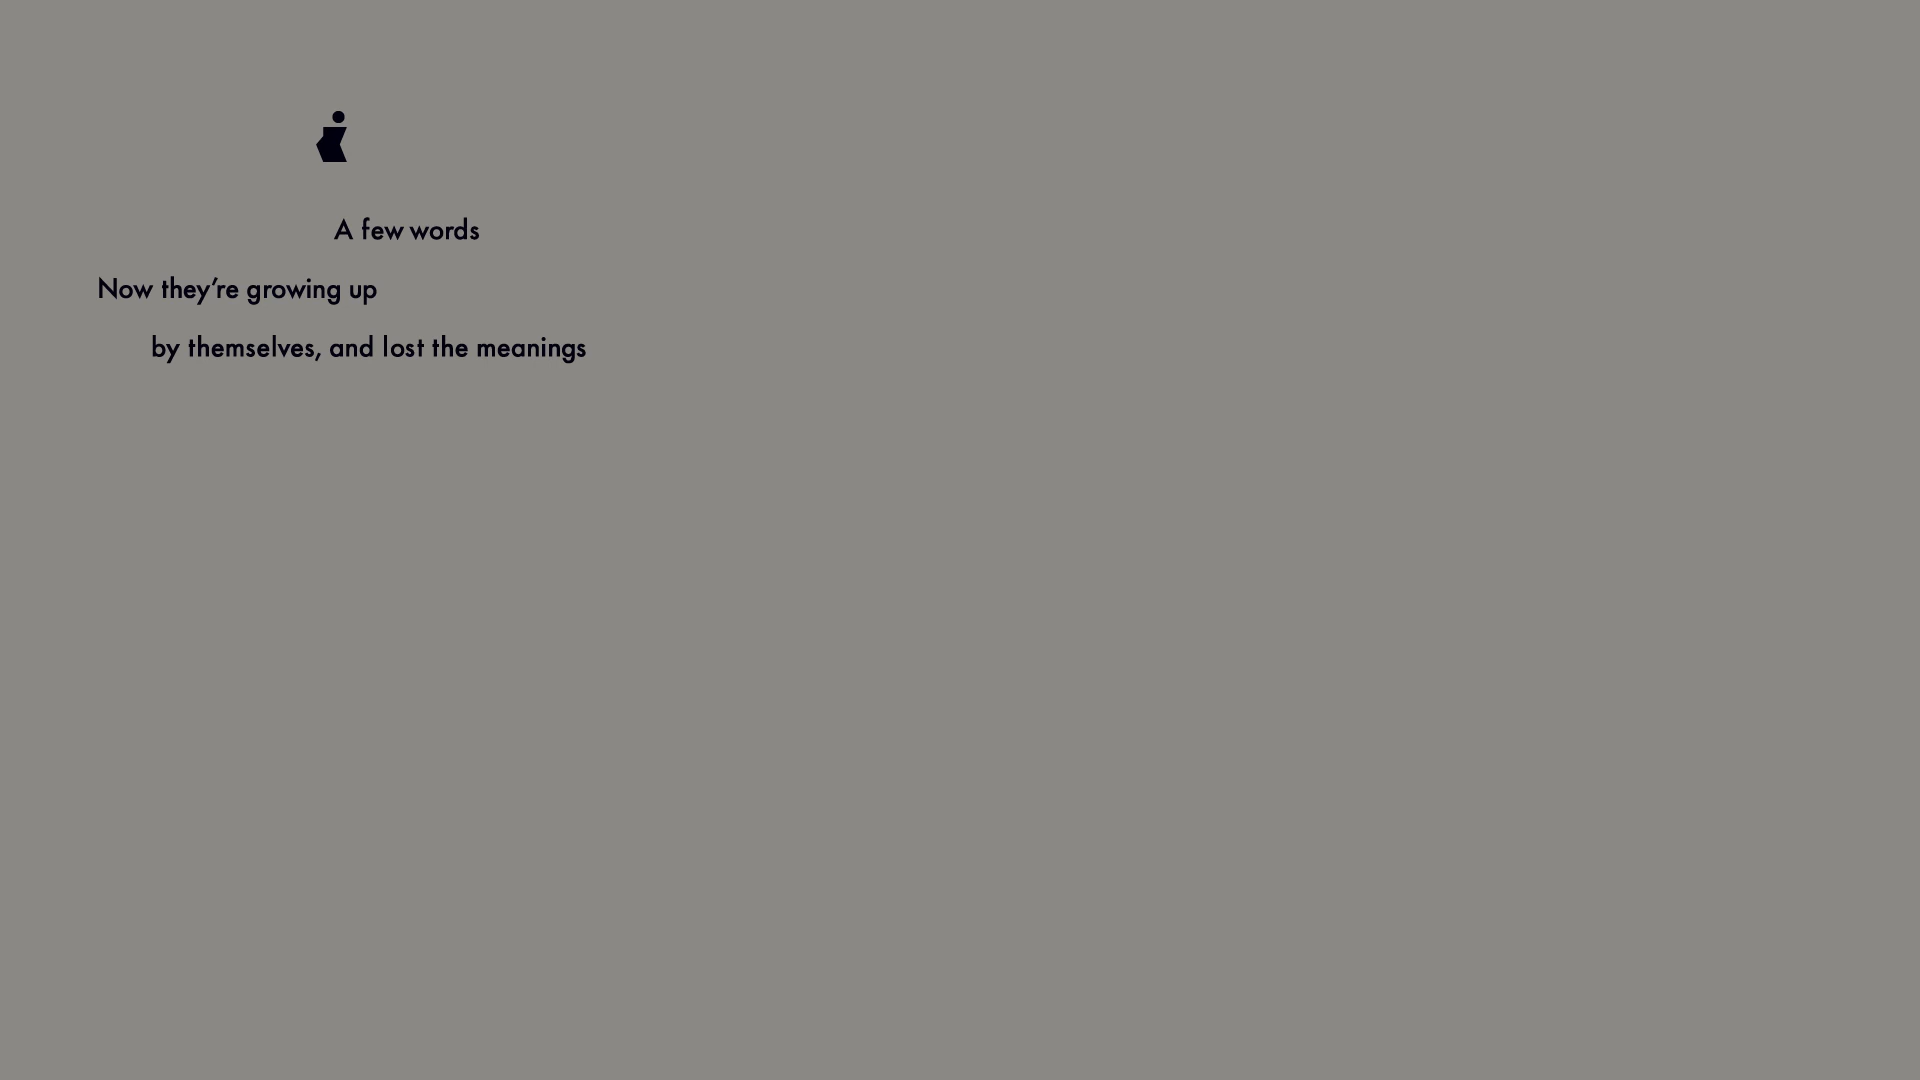 A few words
Now they’re growing up
by themselves, and lost the meanings